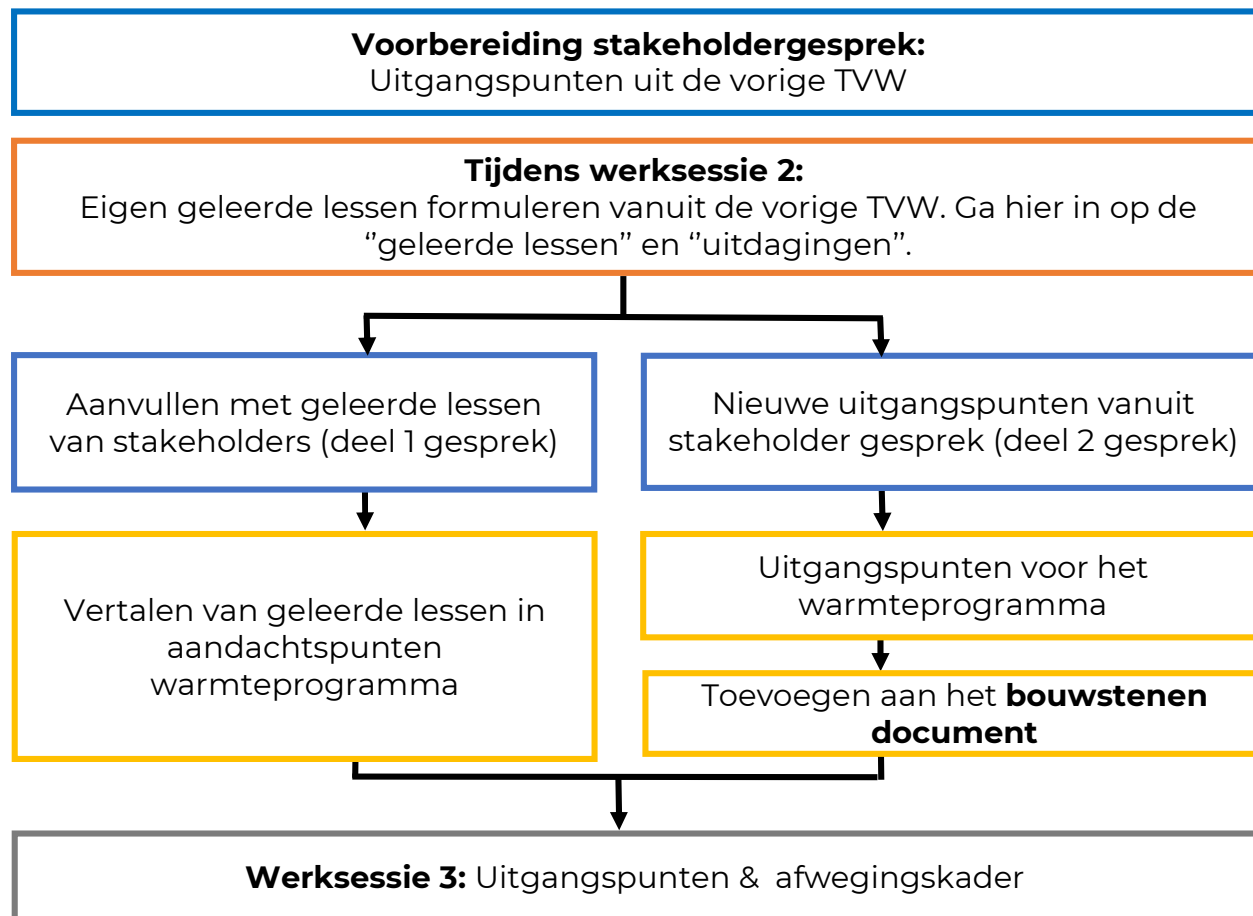 Voorbereiding stakeholdergesprek:
Uitgangspunten uit de vorige TVW
Tijdens werksessie 2:
Eigen geleerde lessen formuleren vanuit de vorige TVW. Ga hier in op de
‘’geleerde lessen’’ en ‘’uitdagingen’’.
Aanvullen met geleerde lessen
van stakeholders (deel 1 gesprek)
Nieuwe uitgangspunten vanuit
stakeholder gesprek (deel 2 gesprek)
Vertalen van geleerde lessen in
aandachtspunten
warmteprogramma
Uitgangspunten voor het
warmteprogramma
Toevoegen aan het bouwstenen
document
Werksessie 3: Uitgangspunten &  afwegingskader